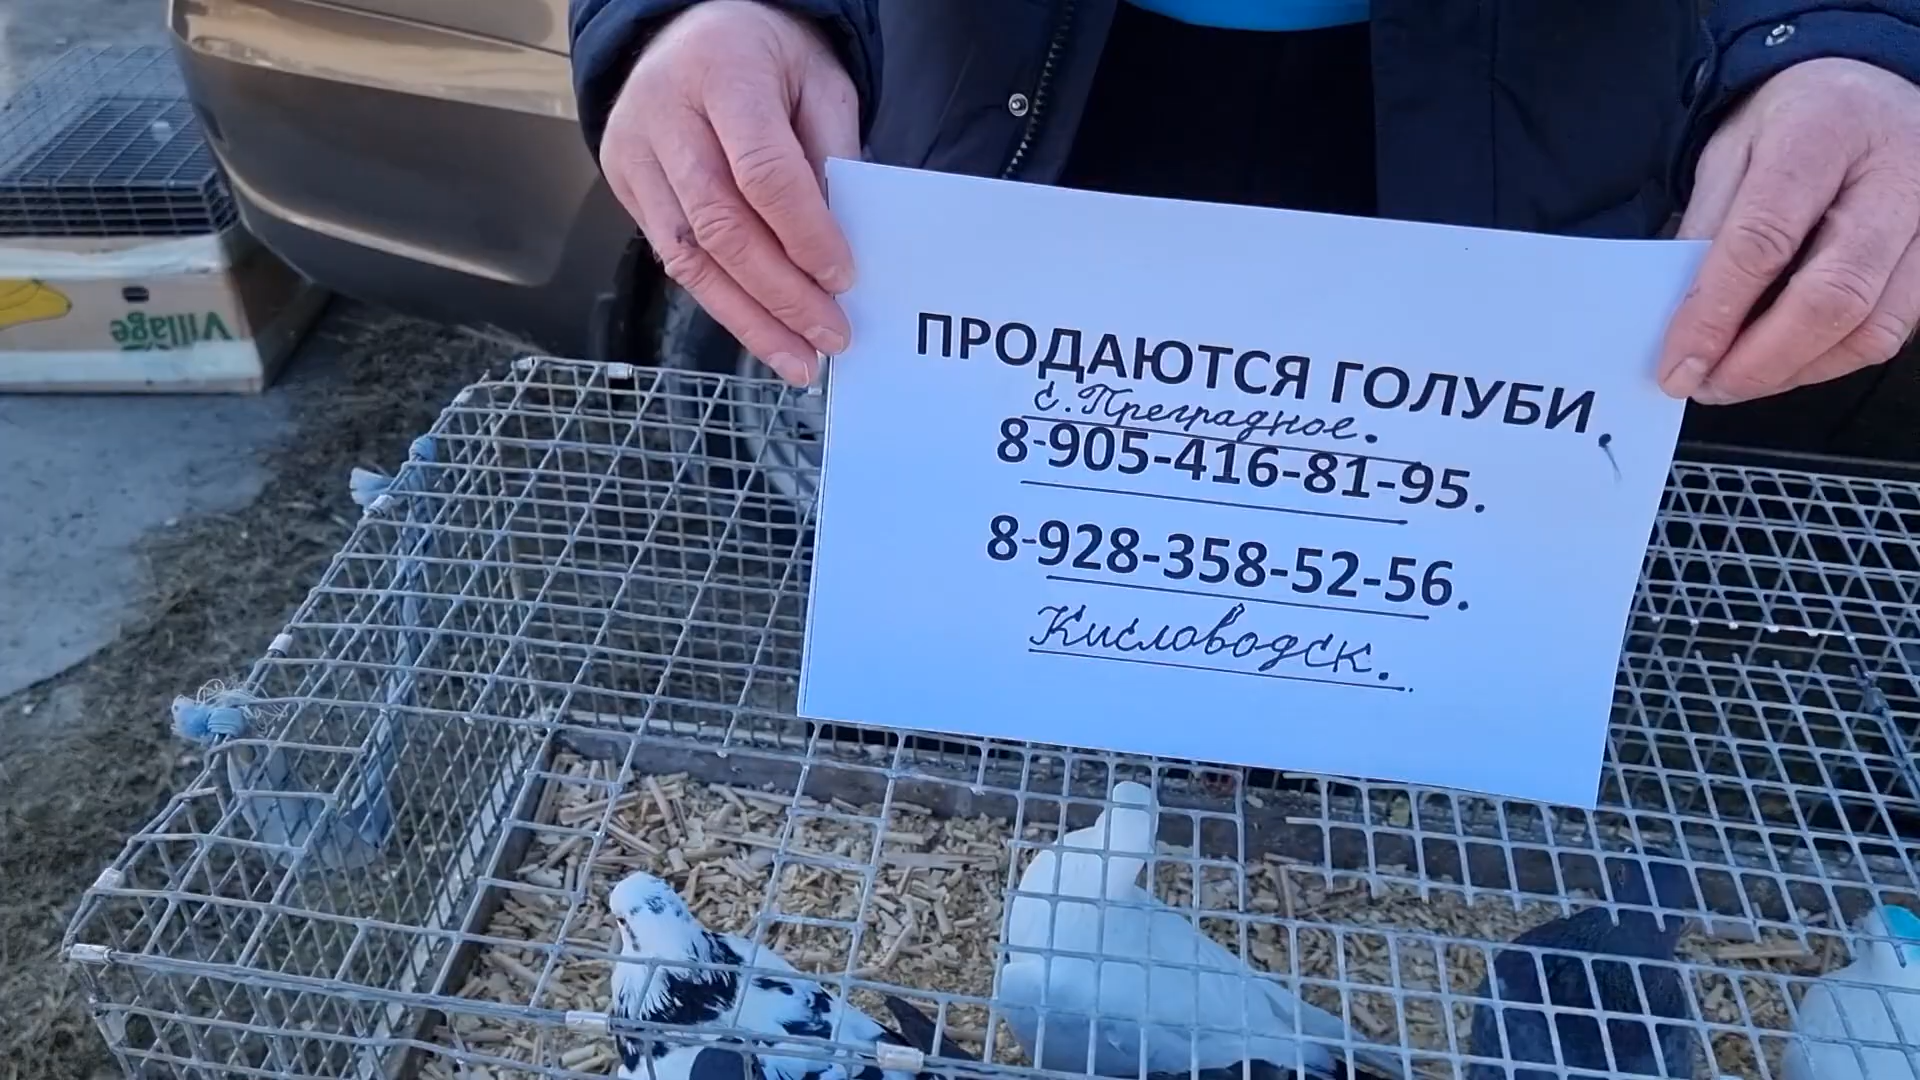 Village
ПРОДАЮТСЯ ГОЛУБИ.
с. Преградное.
8-905-416-81-95.
8-928-358-52-56.
Кисловодск.